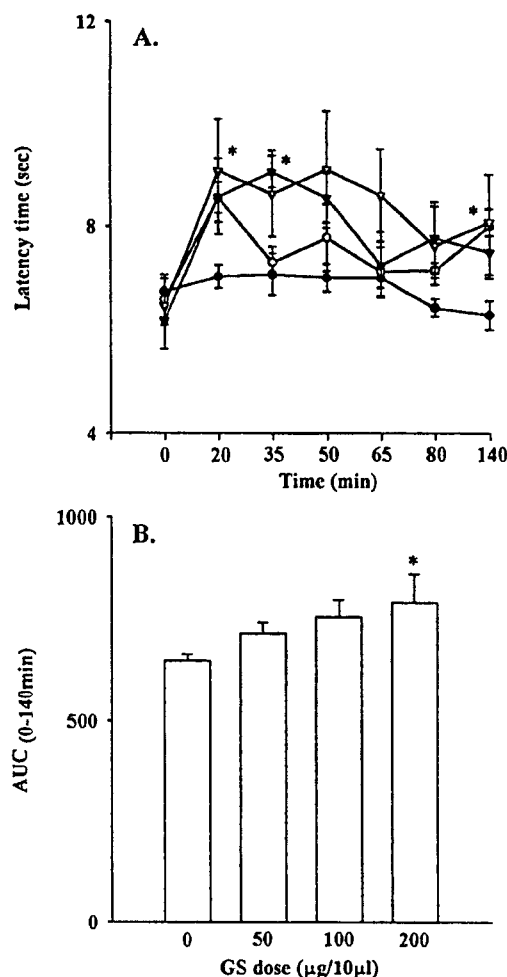 12
A.
*
*
8
*
Latency time (sec)
4
0 20 35 50 65 80 140
Time (min)
1000
B.
*
500
AUC (0-140min)
0
0 50 100 200
GS dose (μg/10μl)